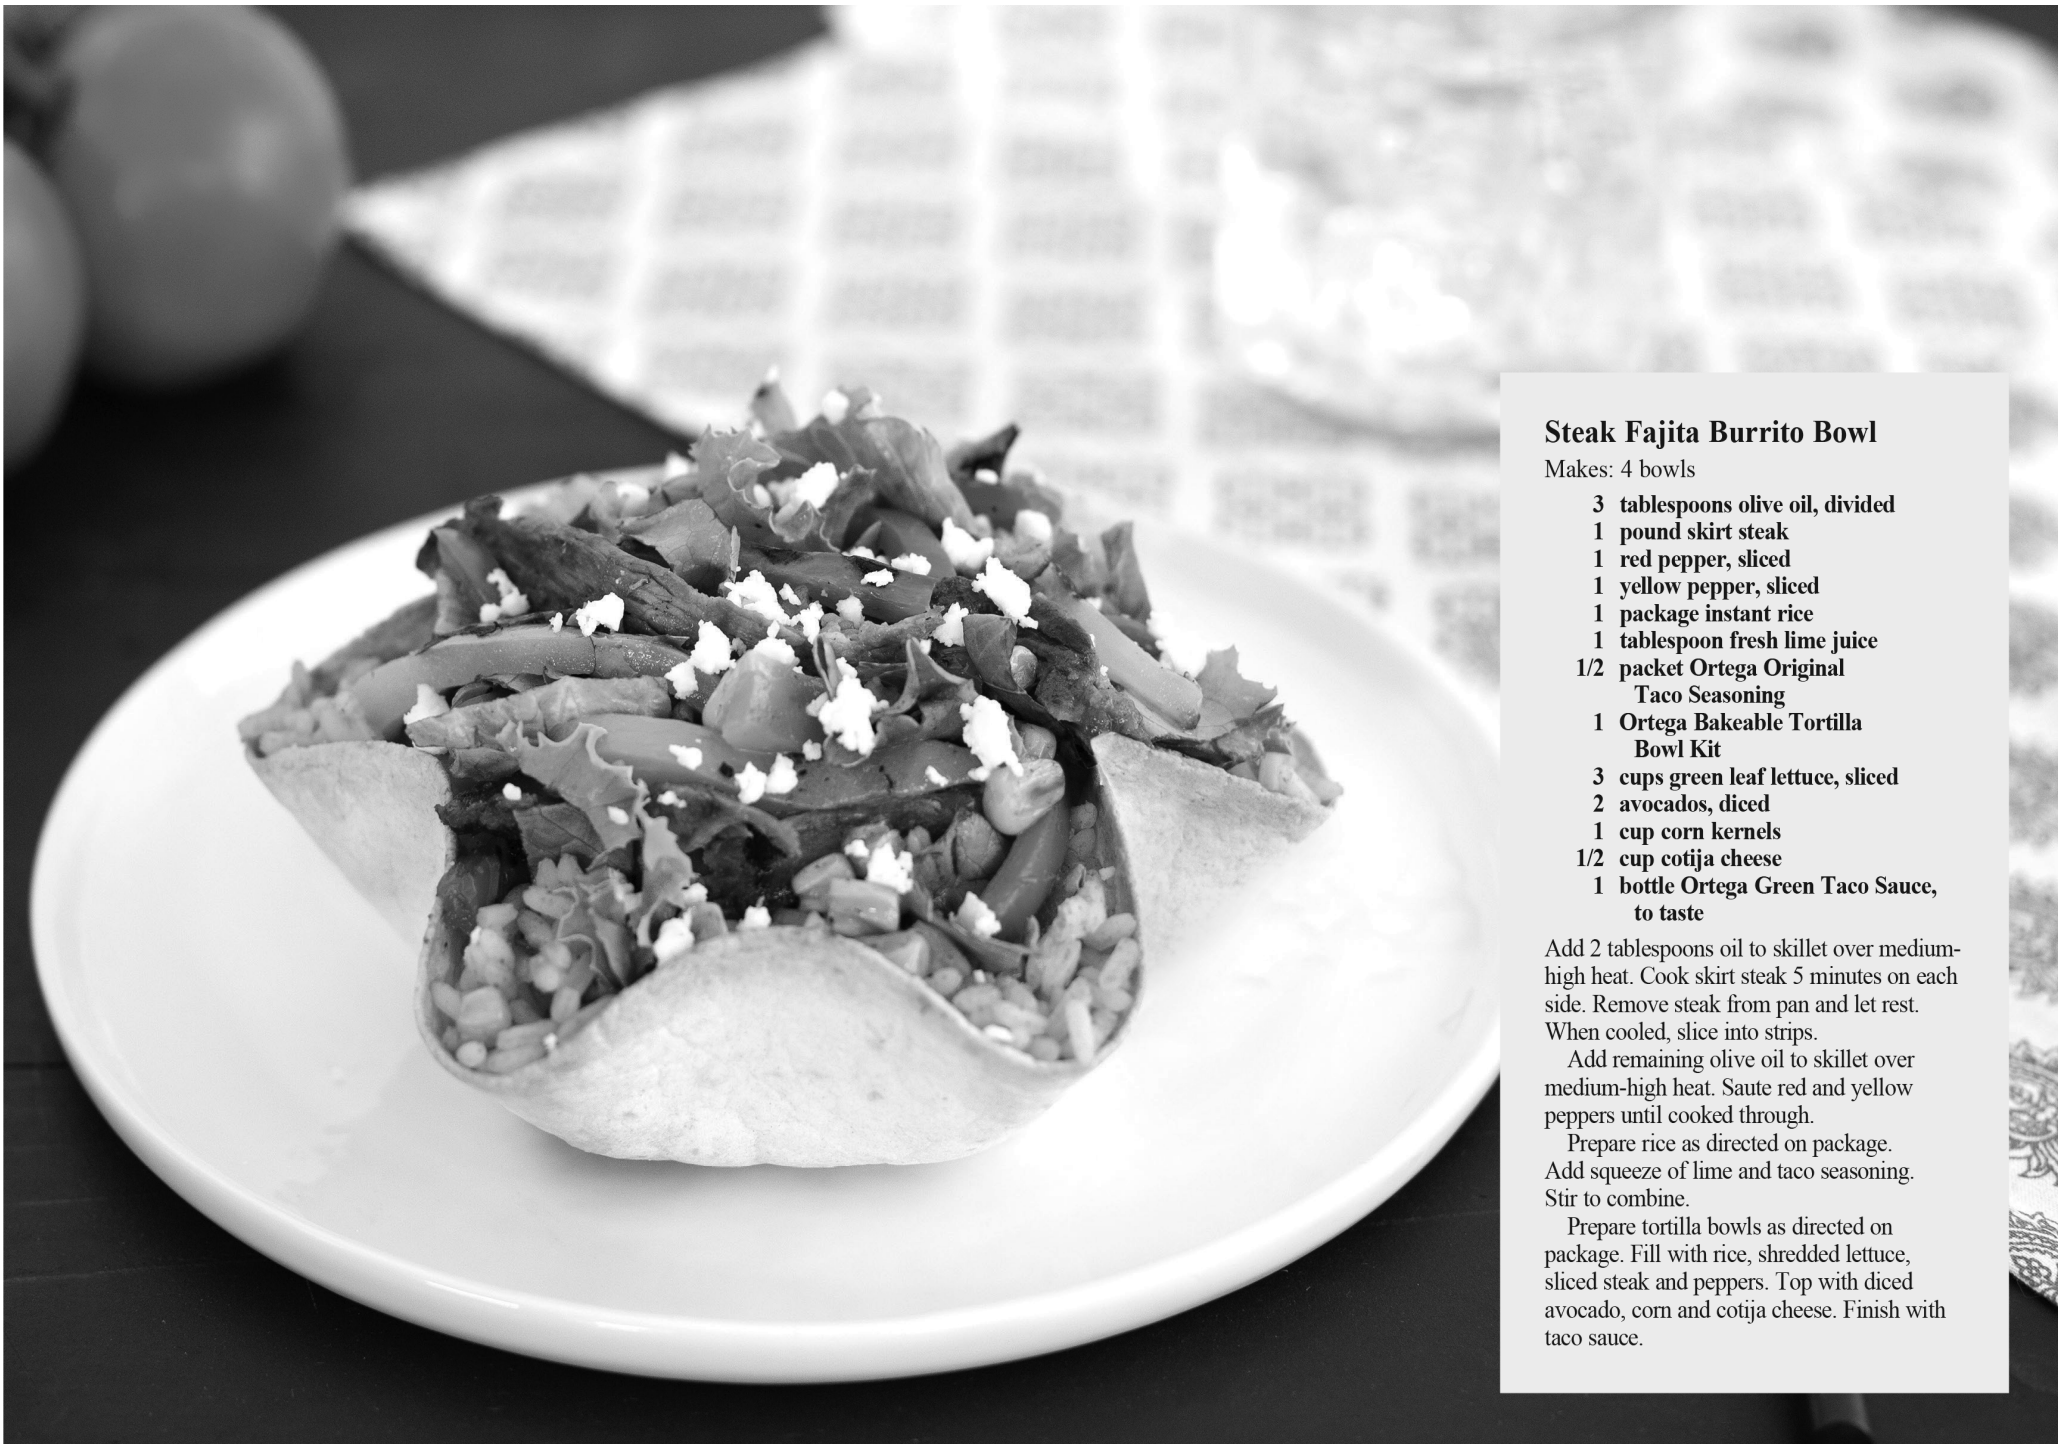 Steak Fajita Burrito Bowl
Makes: 4 bowls
3 tablespoons olive oil, divided
1 pound skirt steak
1 red pepper, sliced
1 yellow pepper, sliced
1 package instant rice
1 tablespoon fresh lime juice
1/2 packet Ortega Original
Taco Seasoning
1 Ortega Bakeable Tortilla
Bowl Kit
3 cups green leaf lettuce, sliced
2 avocados, diced
1 cup corn kernels
1/2 cup cotija cheese
1 bottle Ortega Green Taco Sauce,
to taste
Add 2 tablespoons oil to skillet over medium-
high heat. Cook skirt steak 5 minutes on each
side. Remove steak from pan and let rest.
When cooled, slice into strips.
Add remaining olive oil to skillet over
medium-high heat. Saute red and yellow
peppers until cooked through.
Prepare rice as directed on package.
Add squeeze of lime and taco seasoning.
Stir to combine.
Prepare tortilla bowls as directed on
package. Fill with rice, shredded lettuce,
sliced steak and peppers. Top with diced
avocado, corn and cotija cheese. Finish with
taco sauce.